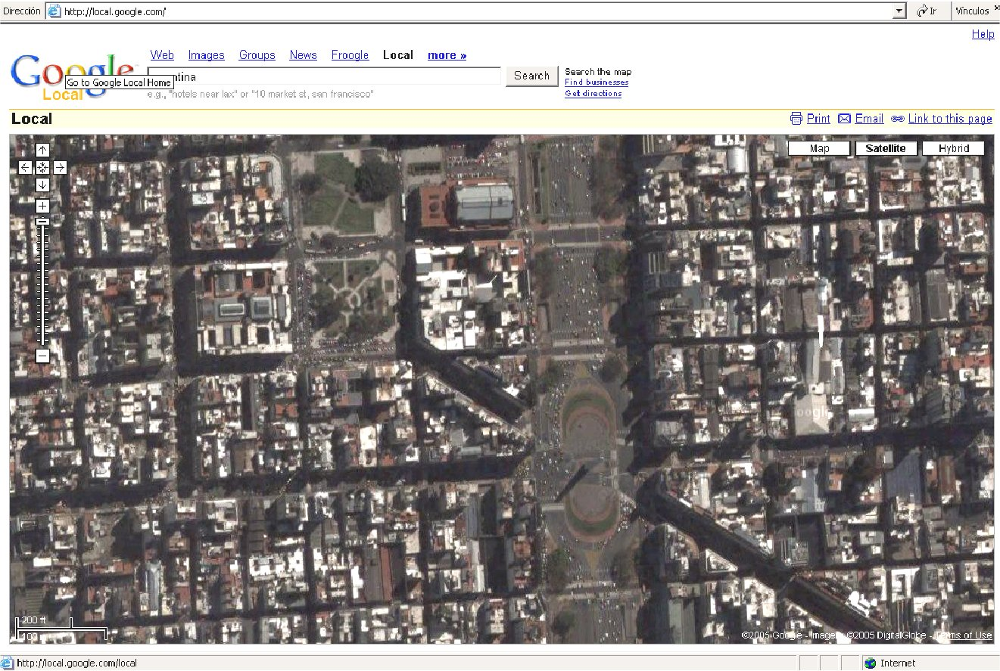 Dirección http://local.google.com/ Ir Vínculos »
Help
Web Images Groups News Froogle Local more »
Google Local
Go to Google Local Home
ntina Search
Search the map
Find businesses
Get directions
e.g., "hotels near lax" or "10 market st, san francisco"
Local Print Email Link to this page
Map Satellite Hybrid
200 ft
100
©2005 Google - Imagery ©2005 DigitalGlobe - Terms of Use
http://local.google.com/local Internet